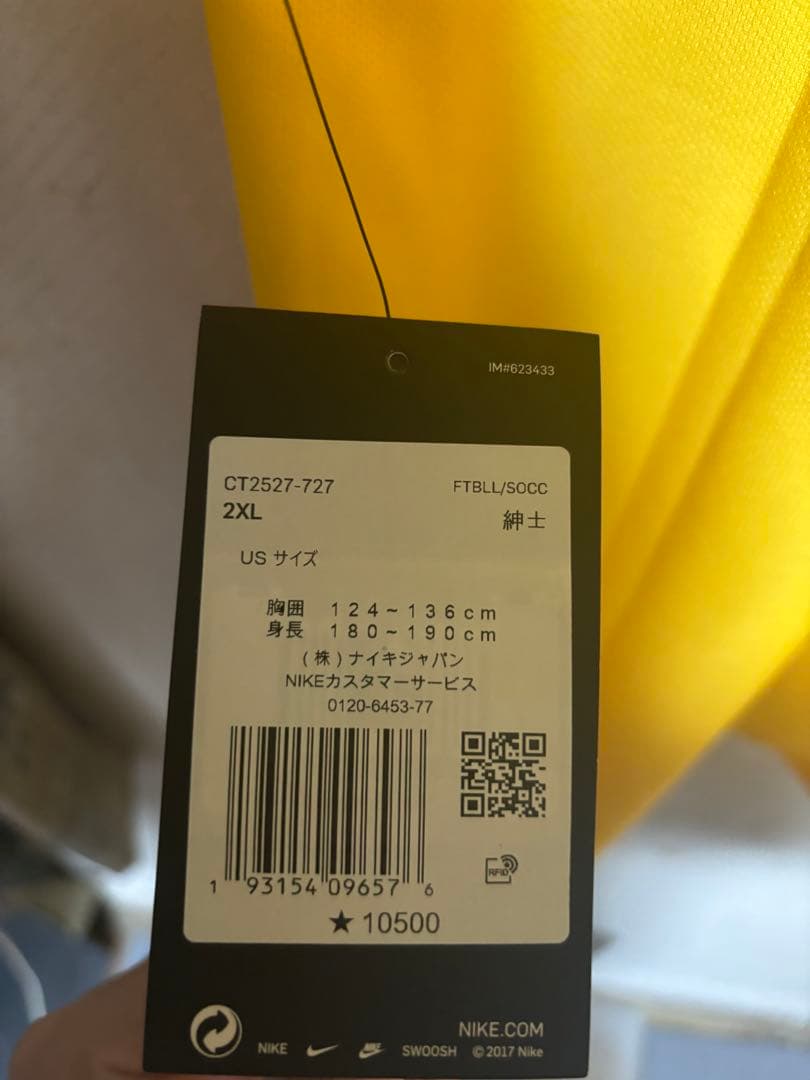 IM#623433
CT2527-727 FTBLL/SOCC
2XL 紳士
US サイズ
胸囲 124~136cm
身長 180~190cm
(株)ナイキジャパン
NIKEカスタマーサービス
0120-6453-77
RFID
1 93154 09657 6
★10500
NIKE.COM
NIKE NIKE SWOOSH ©2017 Nike